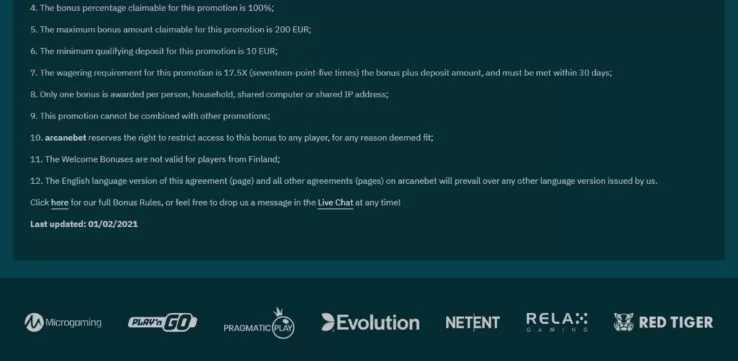 4. The bonus percentage claimable for this promotion is 100%;
5. The maximum bonus amount claimable for this promotion is 200 EUR;
6. The minimum qualifying deposit for this promotion is 10 EUR;
7. The wagering requirement for this promotion is 17.5X (seventeen-point-five times) the bonus plus deposit amount, and must be met within 30 days;
8. Only one bonus is awarded per person, household, shared computer or shared IP address;
9. This promotion cannot be combined with other promotions;
10. arcanebet reserves the right to restrict access to this bonus to any player, for any reason deemed fit;
11. The Welcome Bonuses are not valid for players from Finland;
12. The English language version of this agreement (page) and all other agreements (pages) on arcanebet will prevail over any other language version issued by us.
Click here for our full Bonus Rules, or feel free to drop us a message in the Live Chat at any time!
Last updated: 01/02/2021
Microgaming PLAY'n GO PRAGMATIC PLAY Evolution NETENT RELAX GAMING RED TIGER